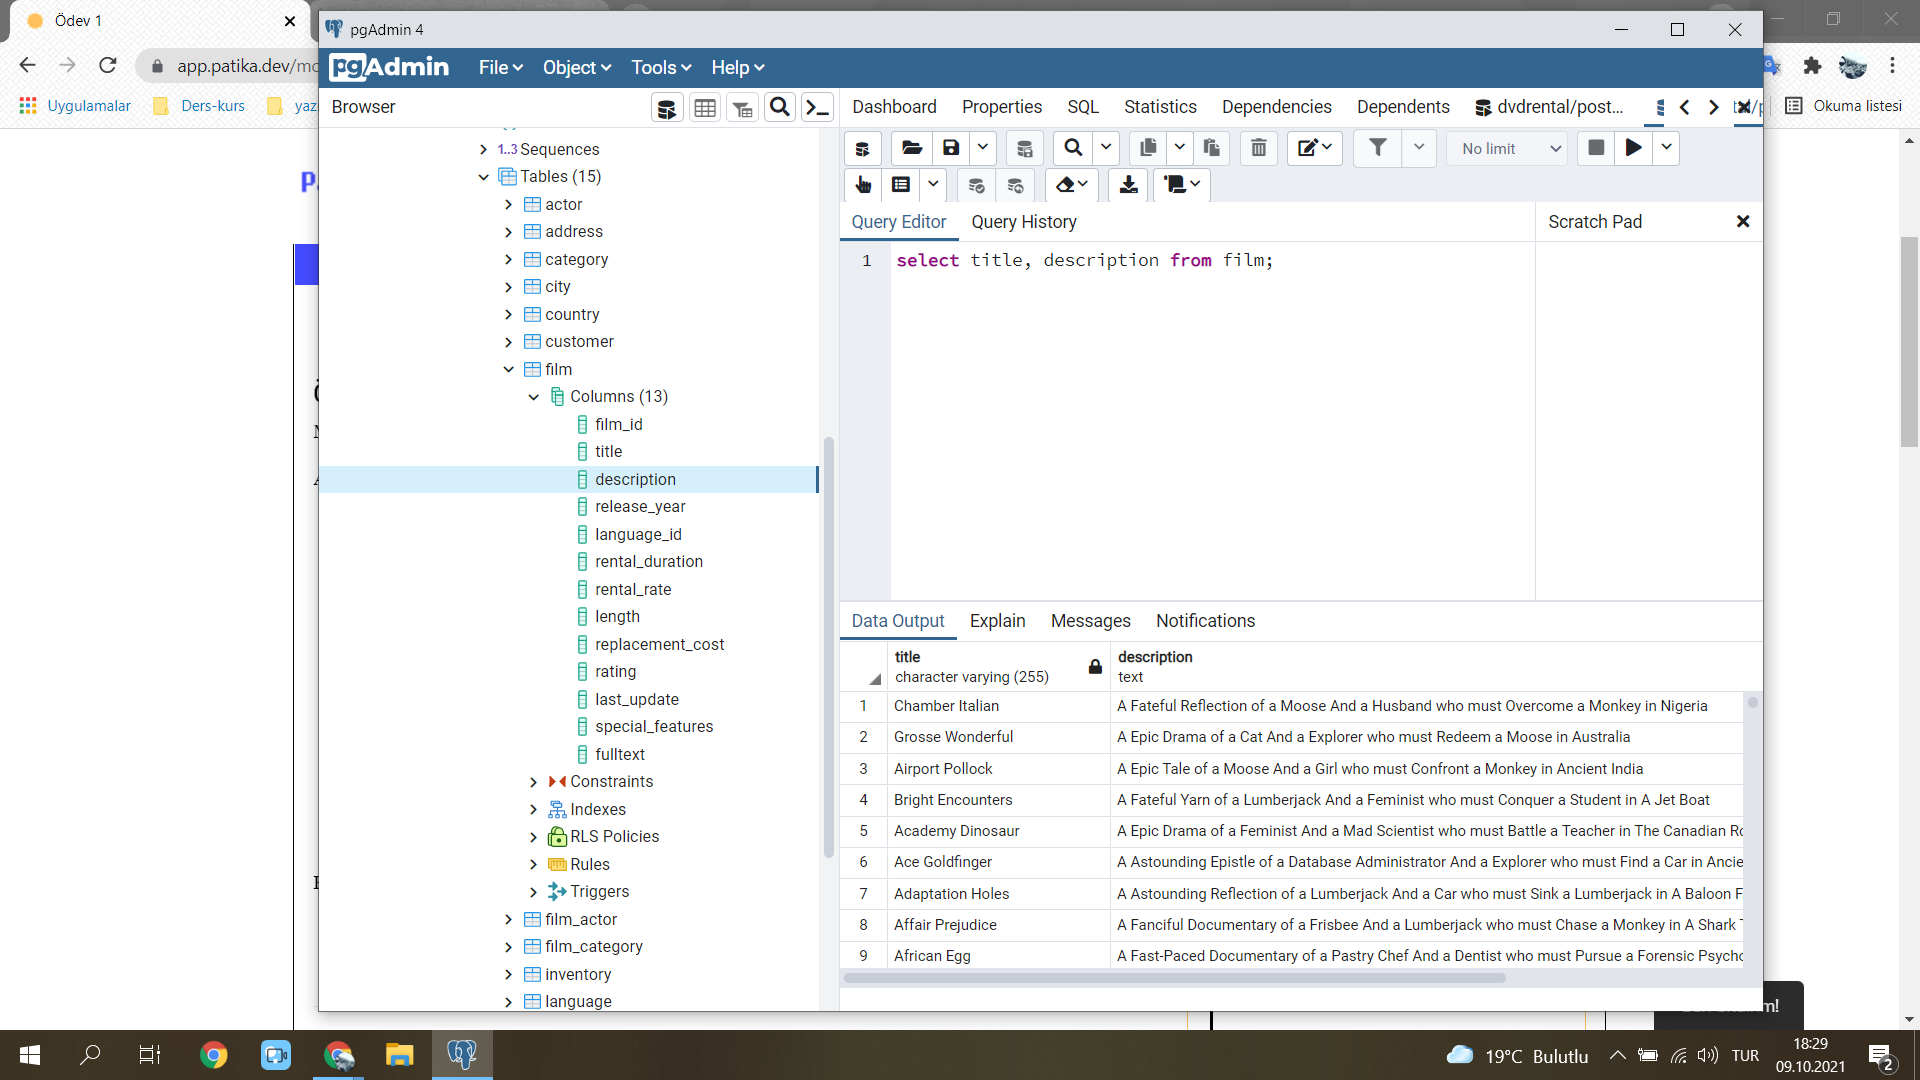 Ödev 1
app.patika.dev/mo
Uygulamalar
Ders-kurs
yazı
Okuma listesi
pgAdmin 4
pgAdmin
File
Object
Tools
Help
Browser
Dashboard
Properties
SQL
Statistics
Dependencies
Dependents
dvdrental/post...
No limit
Query Editor
Query History
Scratch Pad
1
select title, description from film;
1..3 Sequences
Tables (15)
actor
address
category
city
country
customer
film
Columns (13)
film_id
title
description
release_year
language_id
rental_duration
rental_rate
length
replacement_cost
rating
last_update
special_features
fulltext
Constraints
Indexes
RLS Policies
Rules
Triggers
film_actor
film_category
inventory
language
Data Output
Explain
Messages
Notifications
title
character varying (255)
description
text
1 Chamber Italian A Fateful Reflection of a Moose And a Husband who must Overcome a Monkey in Nigeria
2 Grosse Wonderful A Epic Drama of a Cat And a Explorer who must Redeem a Moose in Australia
3 Airport Pollock A Epic Tale of a Moose And a Girl who must Confront a Monkey in Ancient India
4 Bright Encounters A Fateful Yarn of a Lumberjack And a Feminist who must Conquer a Student in A Jet Boat
5 Academy Dinosaur A Epic Drama of a Feminist And a Mad Scientist who must Battle a Teacher in The Canadian Ro
6 Ace Goldfinger A Astounding Epistle of a Database Administrator And a Explorer who must Find a Car in Ancie
7 Adaptation Holes A Astounding Reflection of a Lumberjack And a Car who must Sink a Lumberjack in A Baloon F
8 Affair Prejudice A Fanciful Documentary of a Frisbee And a Lumberjack who must Chase a Monkey in A Shark T
9 African Egg A Fast-Paced Documentary of a Pastry Chef And a Dentist who must Pursue a Forensic Psycho
19°C Bulutlu
TUR
18:29
09.10.2021
2